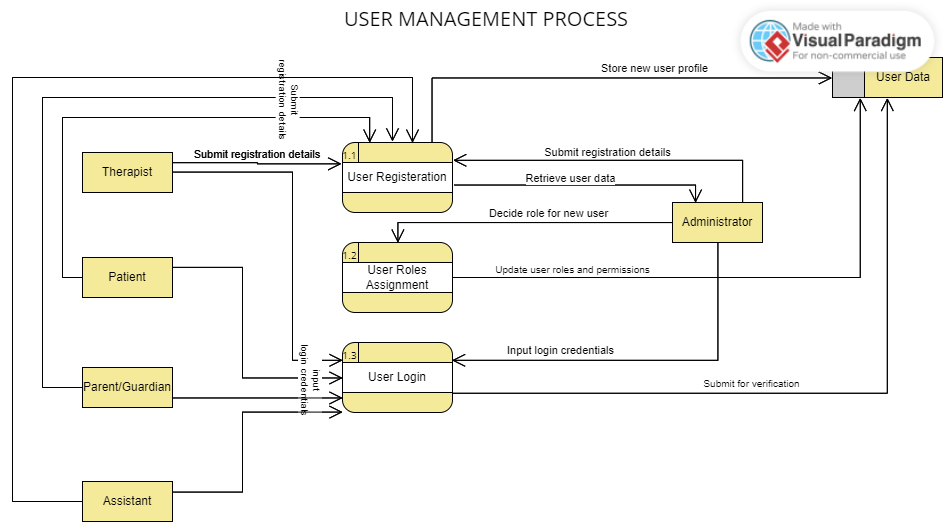 USER MANAGEMENT PROCESS
Made with
VisualParadigm
For non-commercial use
Store new user profile
User Data
Submit
registration details
Submit registration details
1.1
User Registeration
Submit registration details
Retrieve user data
Therapist
Administrator
Decide role for new user
1.2
User Roles
Assignment
Update user roles and permissions
Patient
Input login credentials
1.3
User Login
input
login credentials
Submit for verification
Parent/Guardian
Assistant